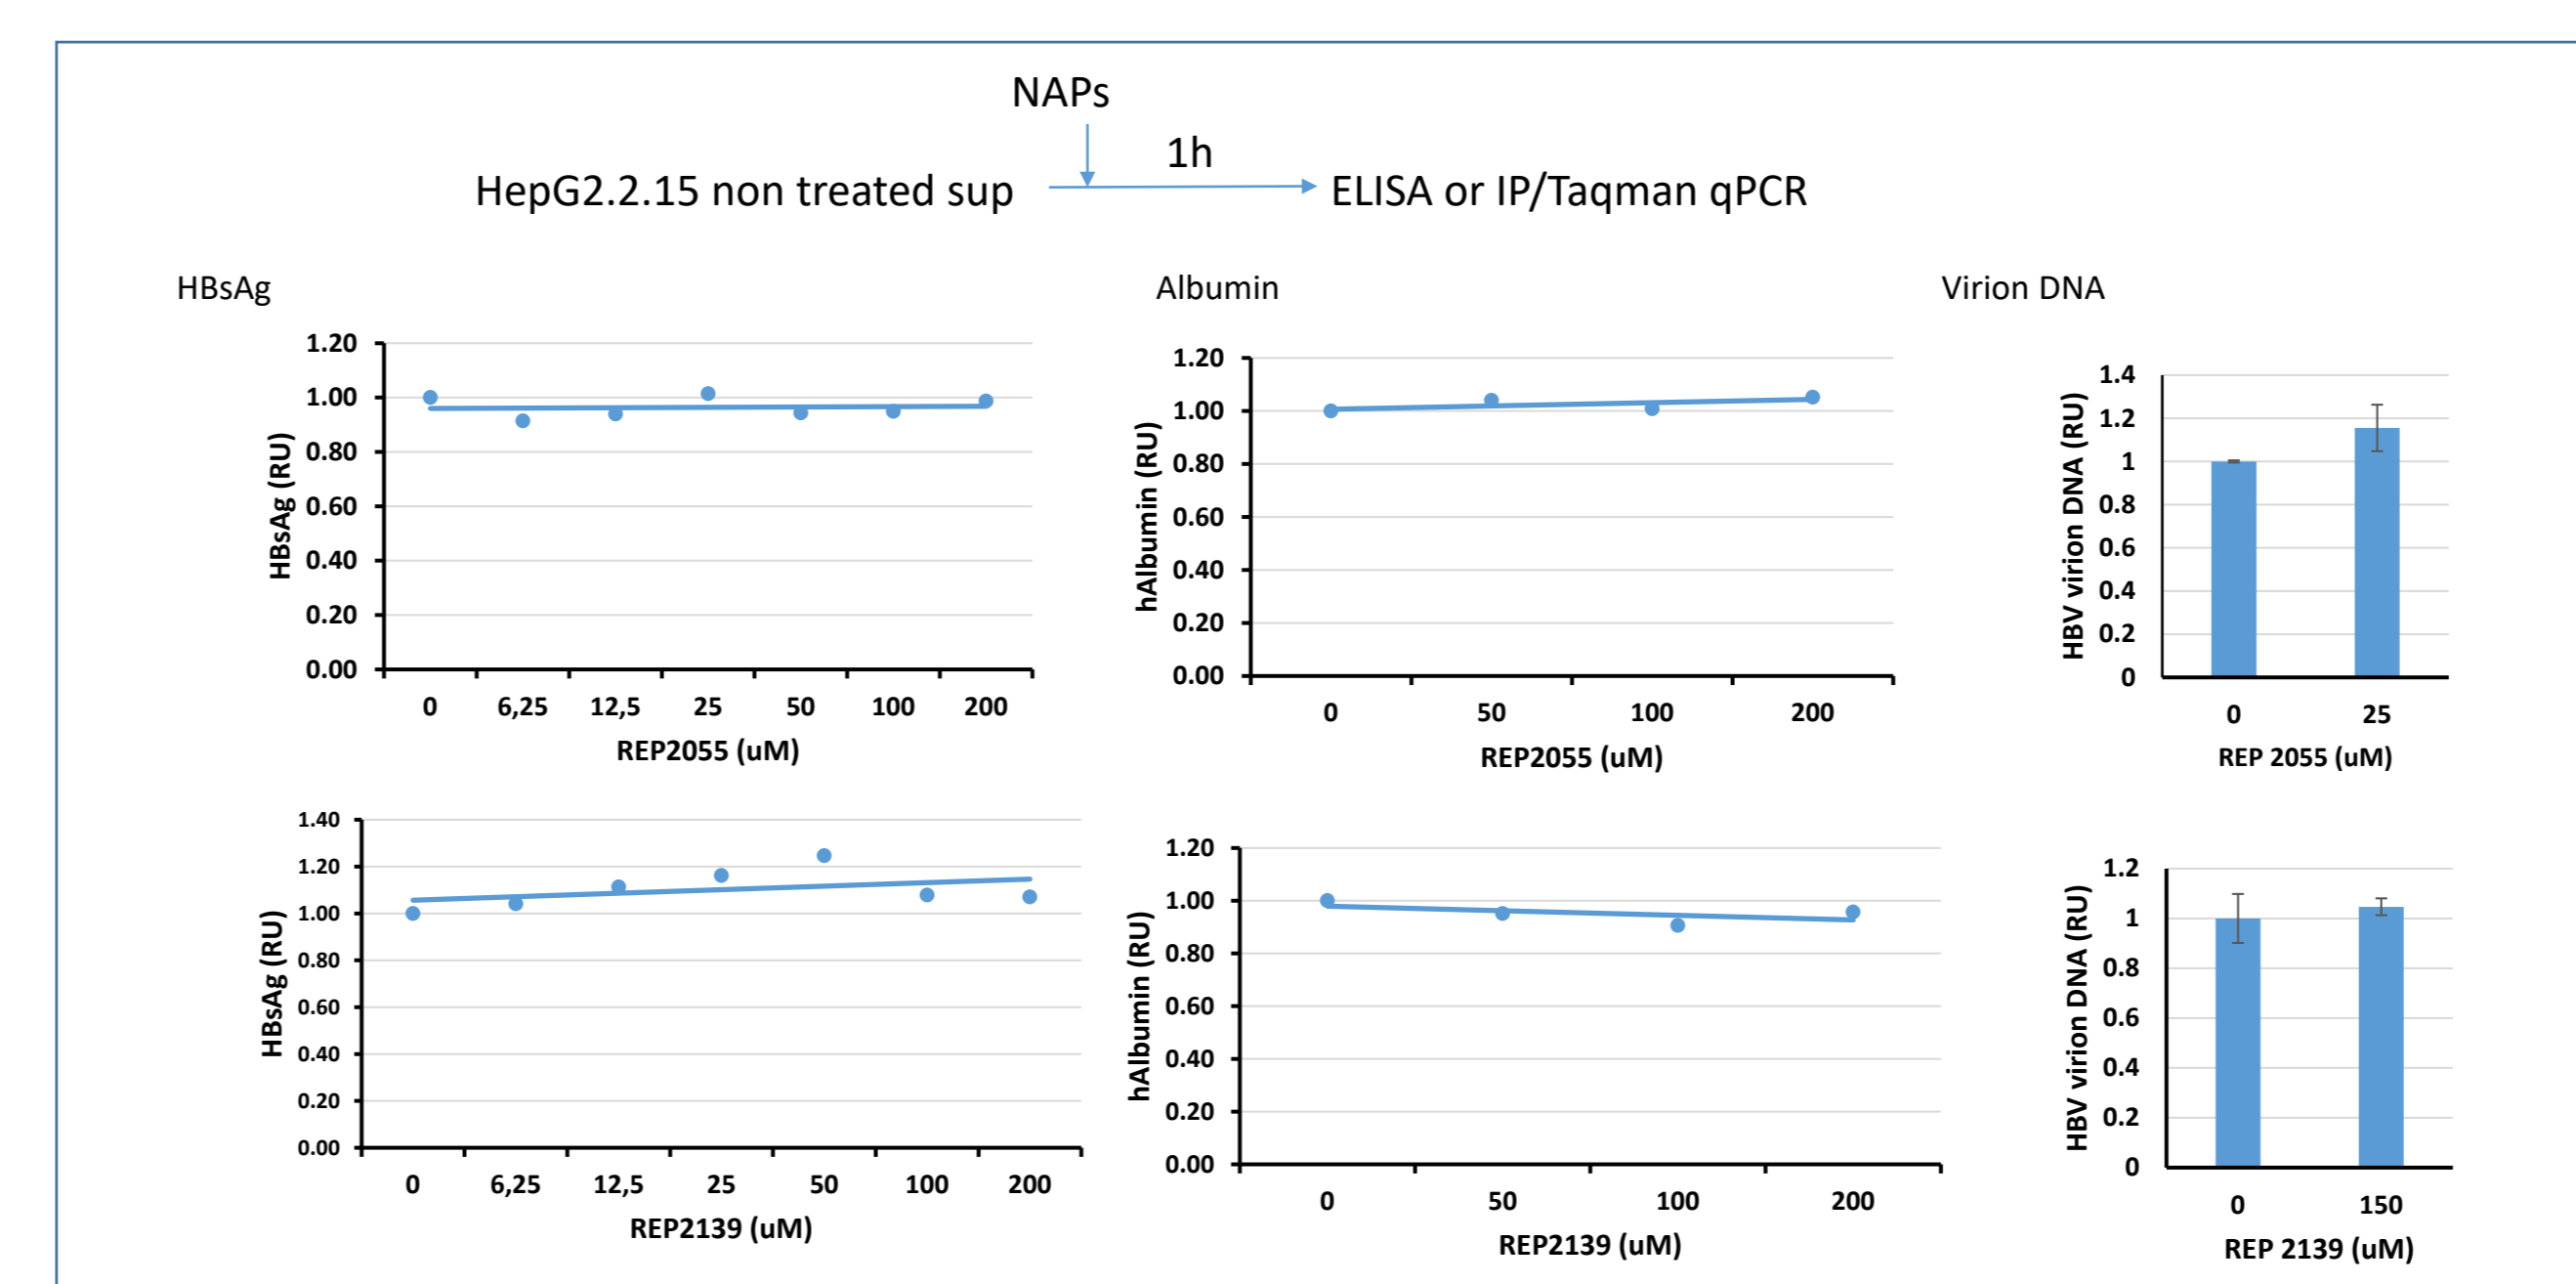 NAPs
1h
HepG2.2.15 non treated sup
ELISA or IP/Taqman qPCR
HBsAg
Albumin
Virion DNA
HBsAg (RU)
1.20
1.00
0.80
0.60
0.40
0.20
0.00
0 6,25 12,5 25 50 100 200
REP2055 (uM)
hAlbumin (RU)
1.20
1.00
0.80
0.60
0.40
0.20
0.00
0 50 100 200
REP2055 (uM)
HBV virion DNA (RU)
1.4
1.2
1
0.8
0.6
0.4
0.2
0
0 25
REP 2055 (uM)
HBsAg (RU)
1.40
1.20
1.00
0.80
0.60
0.40
0.20
0.00
0 6,25 12,5 25 50 100 200
REP2139 (uM)
hAlbumin (RU)
1.20
1.00
0.80
0.60
0.40
0.20
0.00
0 50 100 200
REP2139 (uM)
HBV virion DNA (RU)
1.2
1
0.8
0.6
0.4
0.2
0
0 150
REP 2139 (uM)